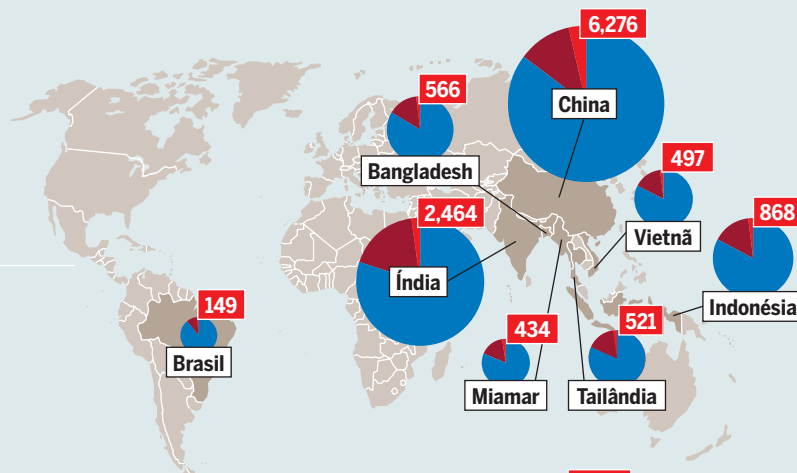 6,276
China
566
Bangladesh
497
Vietnã
2,464
Índia
868
Indonésia
149
Brasil
434
Miamar
521
Tailândia